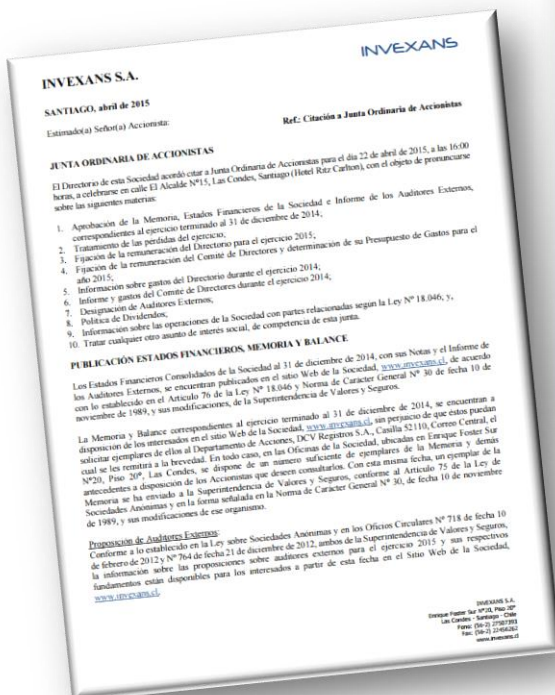 INVEXANS
INVEXANS S.A.
SANTIAGO, abril de 2015
Estimado(a) Señor(a) Accionista:
Ref.: Citación a Junta Ordinaria de Accionistas
JUNTA ORDINARIA DE ACCIONISTAS
El Directorio de esta Sociedad acordó citar a Junta Ordinaria de Accionistas para el día 22 de abril de 2015, a las 16:00
horas, a celebrarse en calle El Alcalde N°15, Las Condes, Santiago (Hotel Ritz Carlton), con el objeto de pronunciarse
sobre las siguientes materias:
1. Aprobación de la Memoria, Estados Financieros de la Sociedad e Informe de los Auditores Externos,
correspondientes al ejercicio terminado al 31 de diciembre de 2014;
2. Tratamiento de las pérdidas del ejercicio;
3. Fijación de la remuneración del Directorio para el ejercicio 2015;
4. Fijación de la remuneración del Comité de Directores y determinación de su Presupuesto de Gastos para el
año 2015;
5. Información sobre gastos del Directorio durante el ejercicio 2014;
6. Informe y gastos del Comité de Directores durante el ejercicio 2014;
7. Designación de Auditores Externos;
8. Política de Dividendos;
9. Información sobre las operaciones de la Sociedad con partes relacionadas según la Ley N° 18.046; y,
10. Tratar cualquier otro asunto de interés social, de competencia de esta junta.
PUBLICACIÓN ESTADOS FINANCIEROS, MEMORIA Y BALANCE
Los Estados Financieros Consolidados de la Sociedad al 31 de diciembre de 2014, con sus Notas y el Informe de
los Auditores Externos, se encuentran publicados en el sitio Web de la Sociedad, www.invexans.cl, de acuerdo
con lo establecido en el Artículo 76 de la Ley N° 18.046 y Norma de Carácter General N° 30 de fecha 10 de
noviembre de 1989, y sus modificaciones, de la Superintendencia de Valores y Seguros.
La Memoria y Balance correspondientes al ejercicio terminado al 31 de diciembre de 2014, se encuentran a
disposición de los interesados en el sitio Web de la Sociedad, www.invexans.cl, sin perjuicio de que éstos puedan
solicitar ejemplares de ellos al Departamento de Acciones, DCV Registros S.A., Casilla 52110, Correo Central, el
cual se les remitirá a la brevedad. En todo caso, en las Oficinas de la Sociedad, ubicadas en Enrique Foster Sur
N°20, Piso 20°, Las Condes, se dispone de un número suficiente de ejemplares de la Memoria y demás
antecedentes a disposición de los Accionistas que deseen consultarlos. Con esta misma fecha, un ejemplar de la
Memoria se ha enviado a la Superintendencia de Valores y Seguros, conforme al Artículo 75 de la Ley de
Sociedades Anónimas y en la forma señalada en la Norma de Carácter General N° 30, de fecha 10 de noviembre
de 1989, y sus modificaciones de ese organismo.
Proposición de Auditores Externos:
Conforme a lo establecido en la Ley sobre Sociedades Anónimas y en los Oficios Circulares N° 718 de fecha 10
de febrero de 2012 y N° 764 de fecha 21 de diciembre de 2012, ambos de la Superintendencia de Valores y Seguros,
la información sobre las proposiciones sobre auditores externos para el ejercicio 2015 y sus respectivos
fundamentos están disponibles para los interesados a partir de esta fecha en el Sitio Web de la Sociedad,
www.invexans.cl.
INVEXANS S.A.
Enrique Foster Sur N°20, Piso 20°
Las Condes - Santiago - Chile
Fono: (56-2) 27507393
Fax: (56-2) 22456262
www.invexans.cl